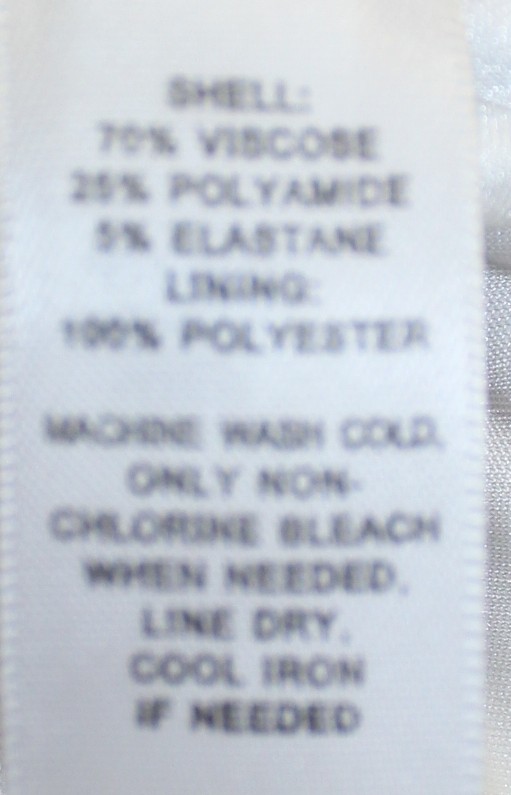 SHELL:
70% VISCOSE
25% POLYAMIDE
5% ELASTANE
LINING:
100% POLYESTER
MACHINE WASH COLD.
ONLY NON-
CHLORINE BLEACH
WHEN NEEDED.
LINE DRY.
COOL IRON
IF NEEDED